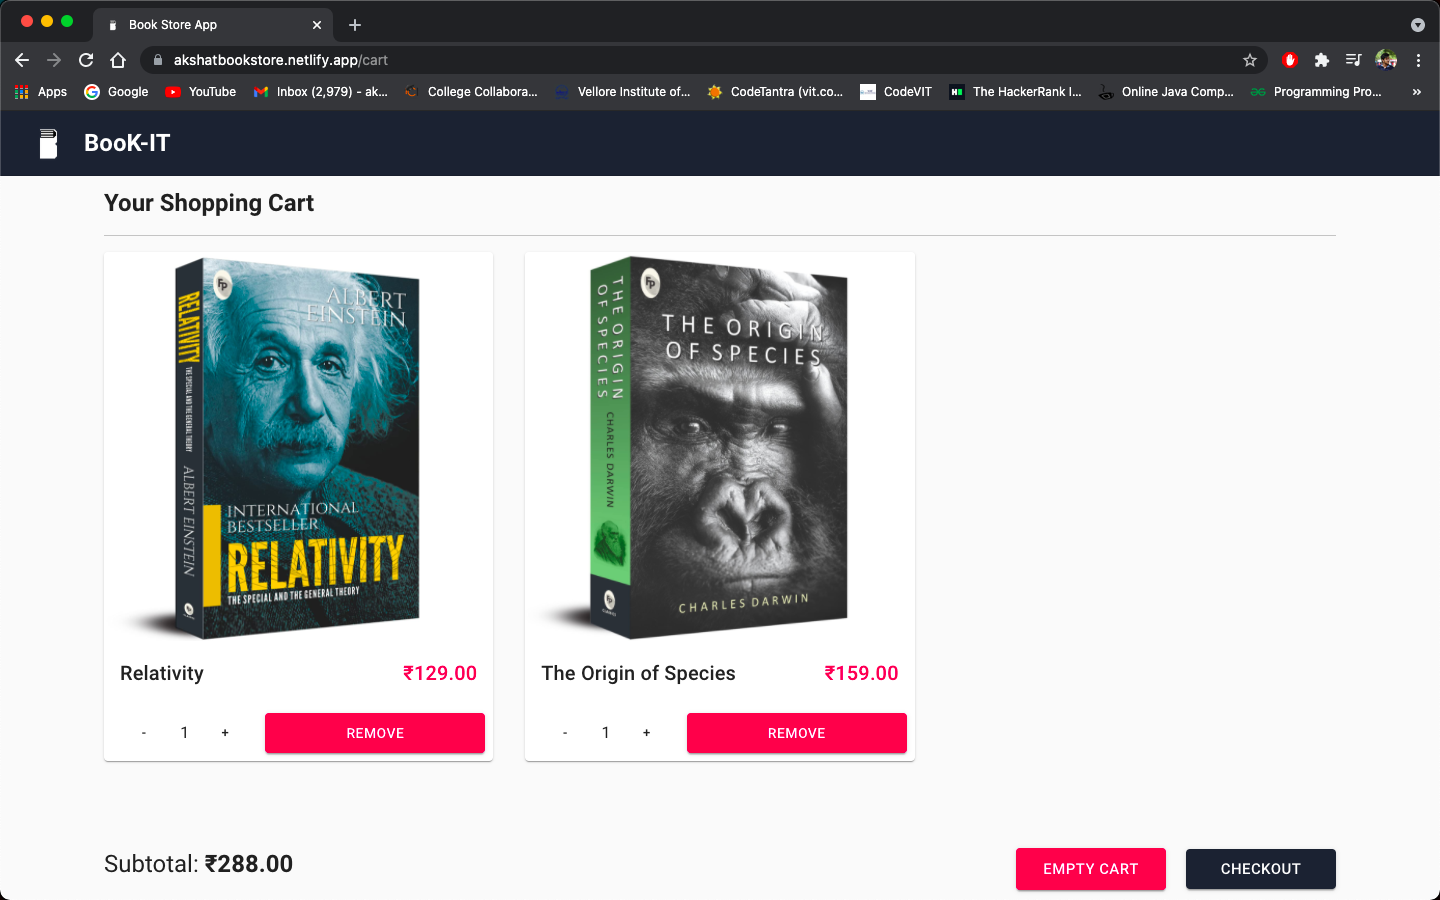 Book Store App
akshatbookstore.netlify.app/cart
Apps
Google
YouTube
Inbox (2,979) - ak...
College Collabora...
Vellore Institute of...
CodeTantra (vit.co...
CodeVIT
The HackerRank I...
Online Java Comp...
Programming Pro...
»
BooK-IT
Your Shopping Cart
FP
ALBERT
EINSTEIN
RELATIVITY
THE SPECIAL AND THE GENERAL THEORY
ALBERT EINSTEIN
INTERNATIONAL
BESTSELLER
RELATIVITY
THE SPECIAL AND THE GENERAL THEORY
Relativity
₹129.00
- 1 +
REMOVE
FP
THE ORIGIN
OF SPECIES
CHARLES DARWIN
FP
THE ORIGIN
OF SPECIES
CHARLES DARWIN
The Origin of Species
₹159.00
- 1 +
REMOVE
Subtotal: ₹288.00
EMPTY CART
CHECKOUT